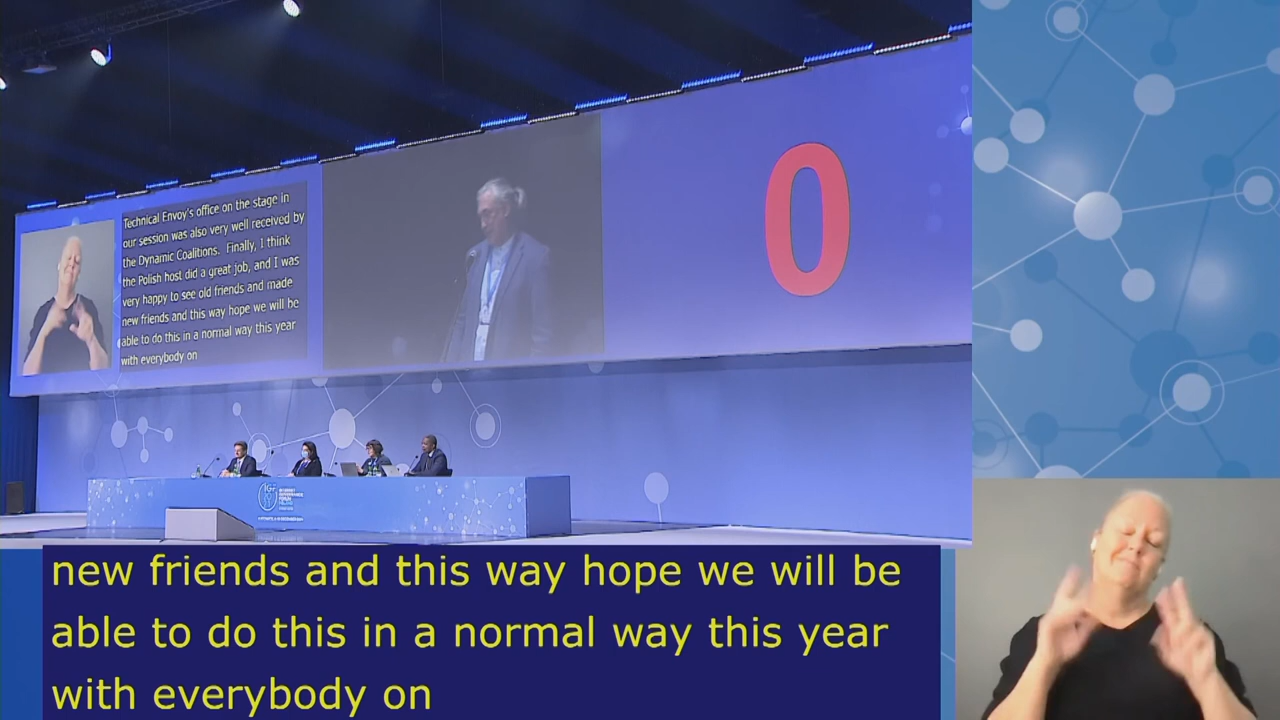 Technical Envoy's office on the stage in
our session was also very well received by
the Dynamic Coalitions. Finally, I think
the Polish host did a great job, and I was
very happy to see old friends and made
new friends and this way hope we will be
able to do this in a normal way this year
with everybody on
0
IGF
INTERNET
GOVERNANCE
FORUM
new friends and this way hope we will be
able to do this in a normal way this year
with everybody on